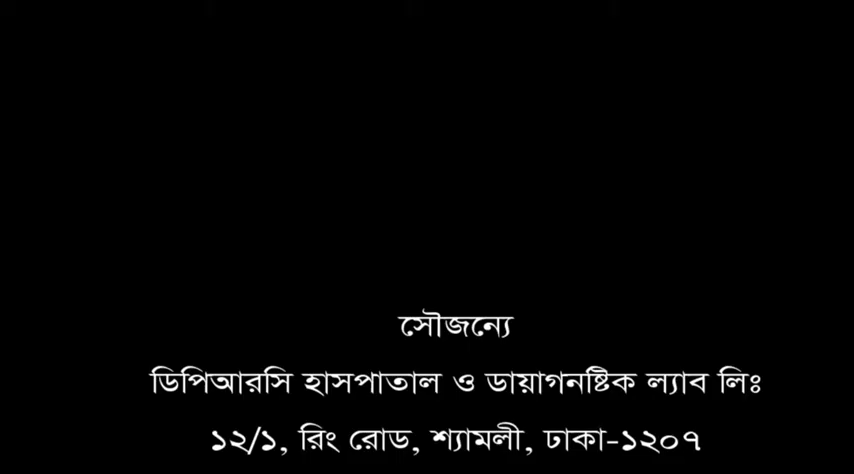 সৌজন্যে
ডিপিআরসি হাসপাতাল ও ডায়াগনষ্টিক ল্যাব লিঃ
১২/১, রিং রোড, শ্যামলী, ঢাকা-১২০৭